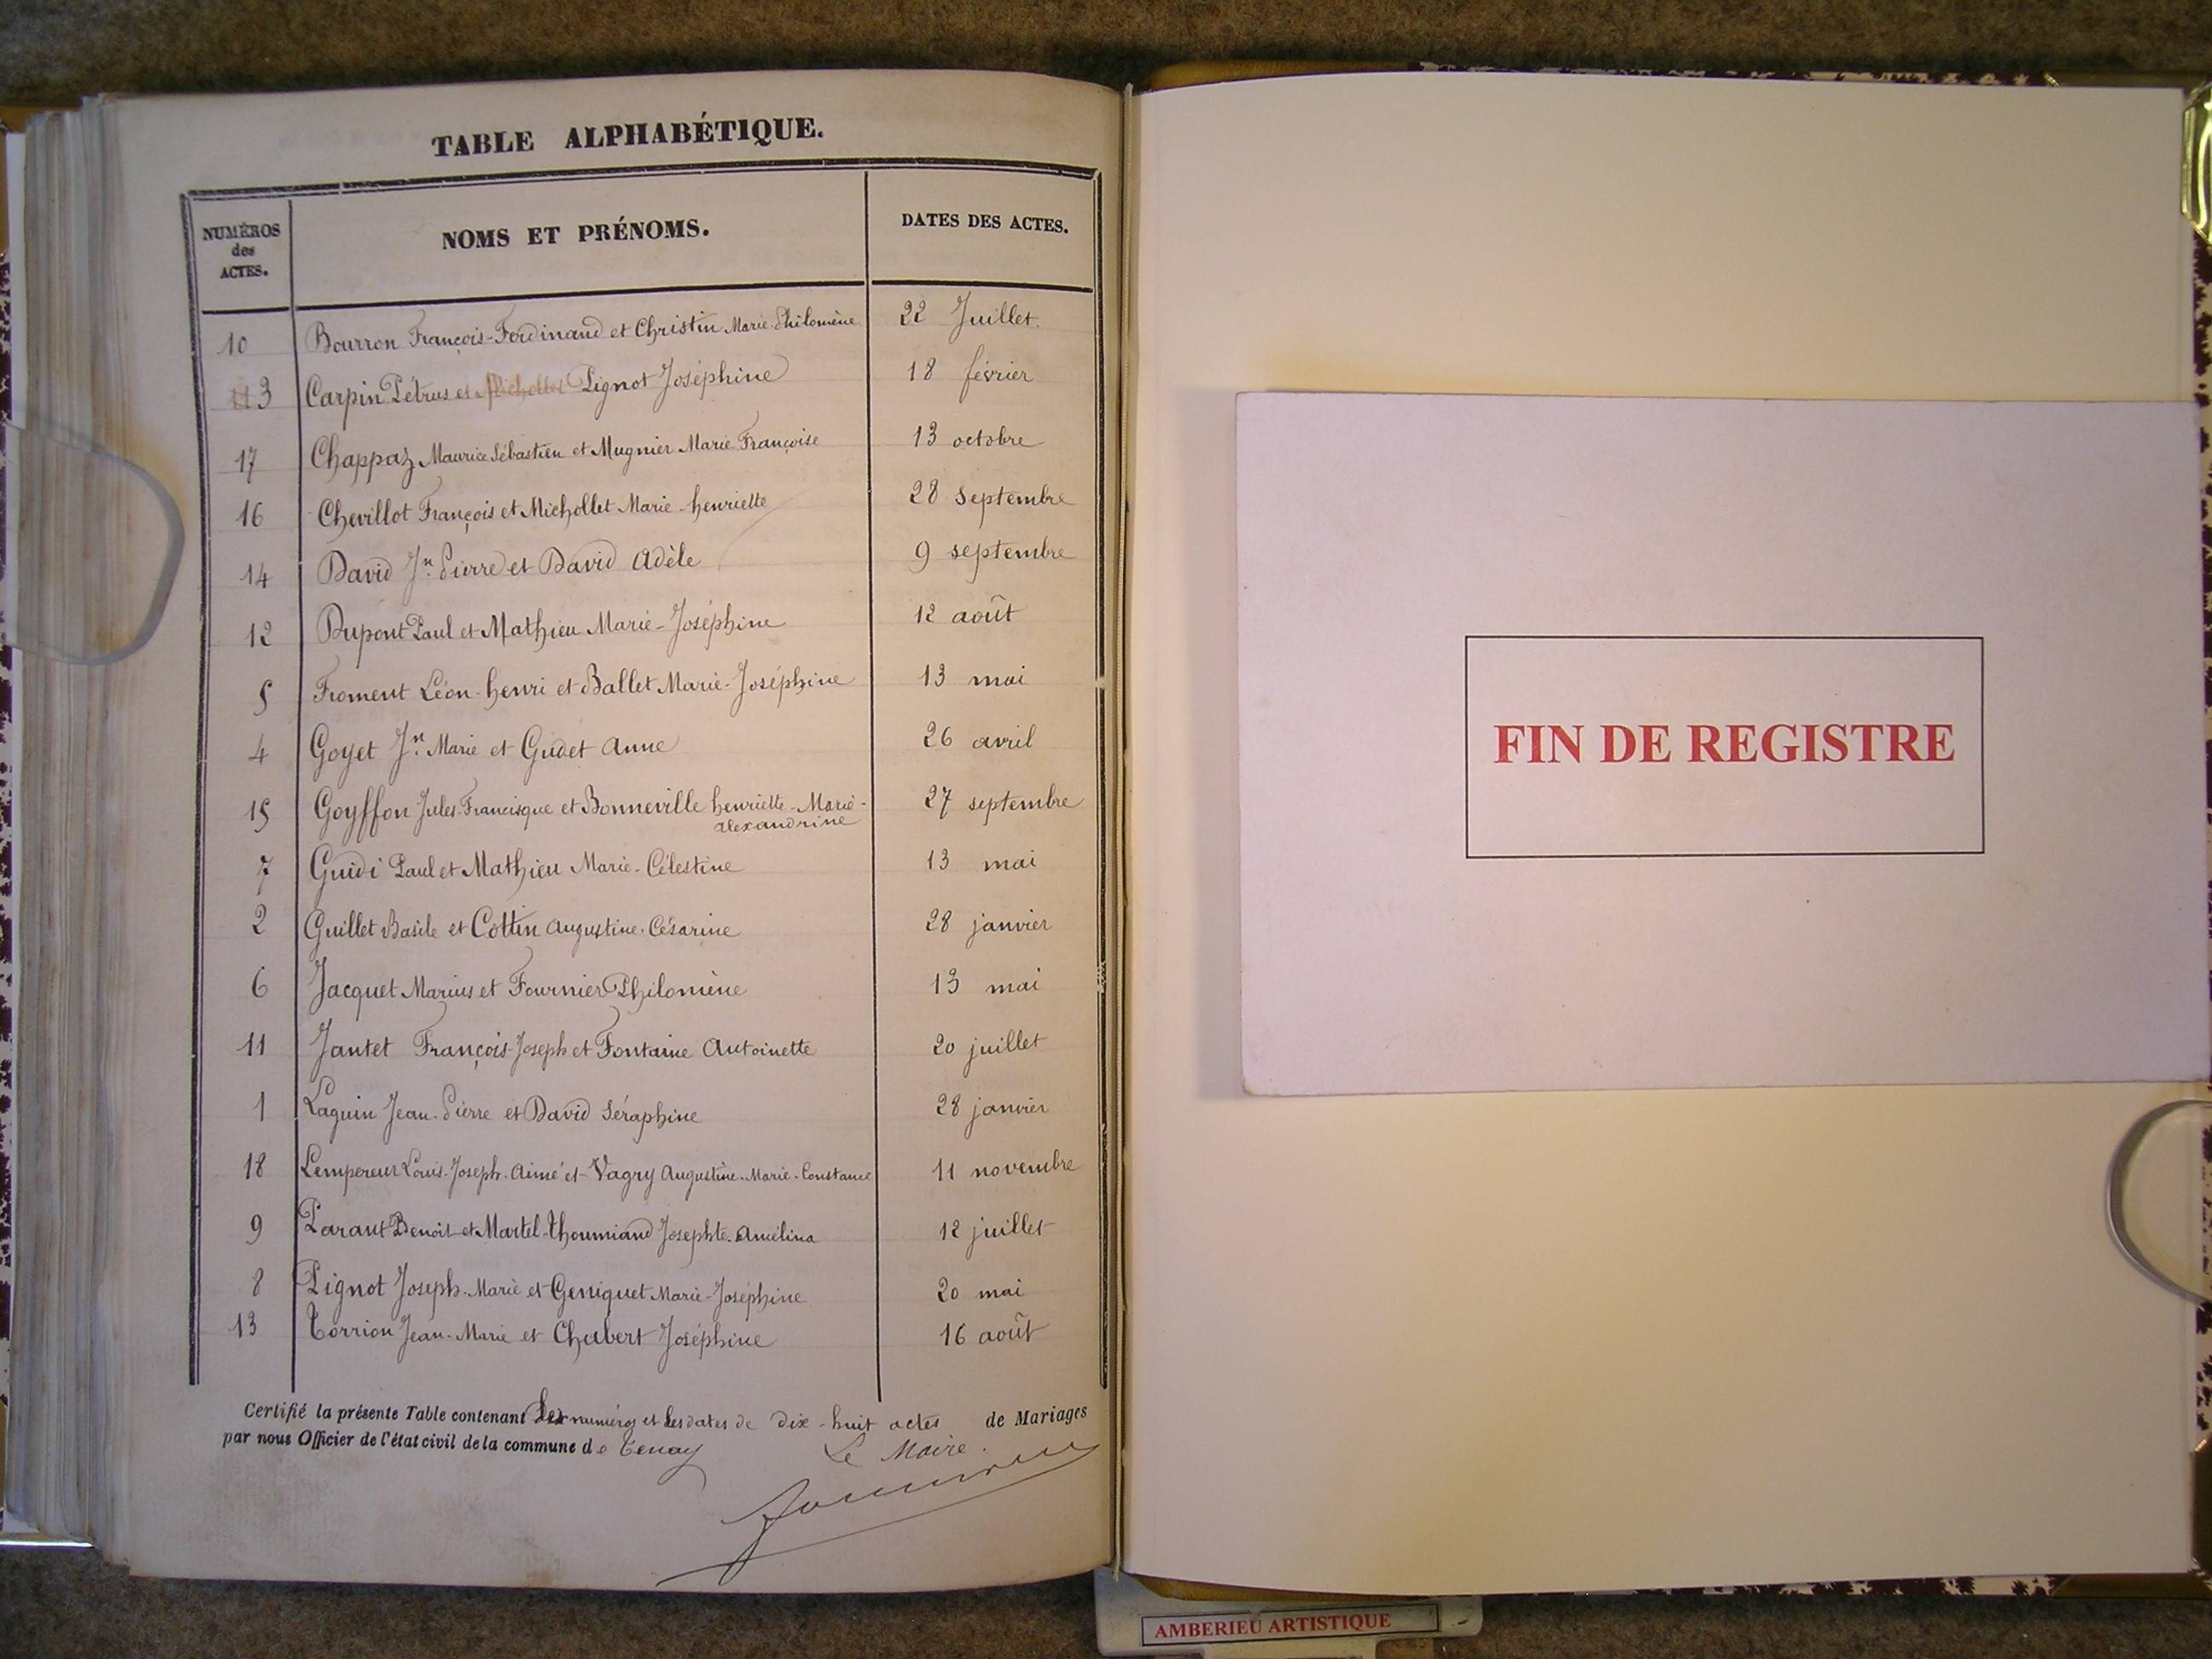 TABLE ALPHABÉTIQUE.
NUMÉROS
des
ACTES.
NOMS ET PRÉNOMS.
DATES DES ACTES.
10 Bourron François-Ferdinand et Christin Marie-Philomène 22 Juillet.
3 Carpin Pétrus et Michollet Pignot Joséphine 18 février
17 Chappaz Maurice Sébastien et Mugnier Marie Françoise 13 octobre
16 Chevillot François et Michollet Marie-henriette 28 septembre
14 David Jn. Pierre et David Adèle 9 septembre
12 Dupont Paul et Mathieu Marie-Joséphine 12 août
5 Froment Léon-henri et Ballet Marie-Joséphine 13 mai
4 Goyet Jn. Marie et Gudet Anne 26 avril
15 Goyffon Jules-Francisque et Bonneville henriette-Marie- 27 septembre
alexandrine
7 Guidi Paul et Mathieu Marie-Célestine 13 mai
2 Guillet Basile et Cottin Augustine-Césarine 28 janvier
6 Jacquet Marius et Fournier Philomène 13 mai
11 Jantet François-Joseph et Fontaine Antoinette 20 juillet
1 Laguin Jean-Pierre et David Séraphine 28 janvier
18 Lempereur Louis-Joseph-Aimé et Vagry Augustine-Marie-Constance 11 novembre
9 Parant Benoit et Martel-Thoumiand Josephte-Amélina 12 juillet
8 Pignot Joseph-Marie et Geniquet Marie-Joséphine 20 mai
13 Torrion Jean-Marie et Chabert Joséphine 16 août
Certifié la présente Table contenant les numéros et les dates de dix-huit actes de Mariages
par nous Officier de l'état civil de la commune de Tenay Le Maire.
FIN DE REGISTRE
AMBERIEU ARTISTIQUE